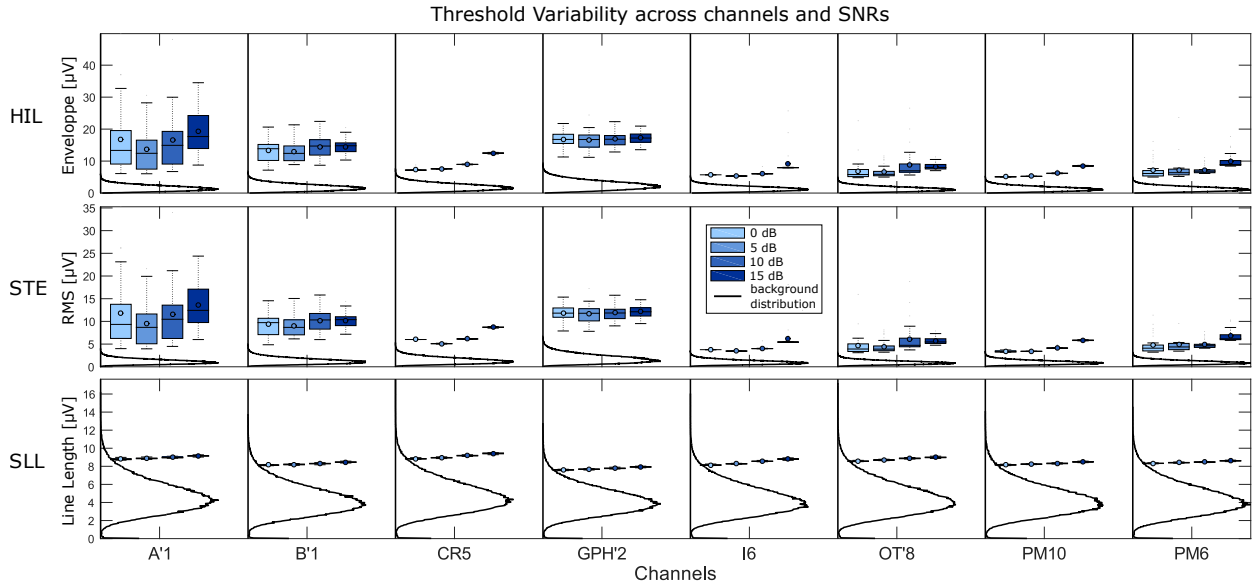 Threshold Variability across channels and SNRs
HIL
Enveloppe [µV]
50
40
30
20
10
0
STE
RMS [µV]
35
30
25
20
15
10
5
0
0 dB
5 dB
10 dB
15 dB
background
distribution
SLL
Line Length [µV]
16
14
12
10
8
6
4
2
0
A'1
B'1
CR5
GPH'2
I6
OT'8
PM10
PM6
Channels